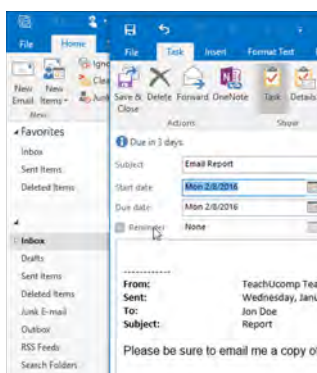 File Home
Igno
Clea
Junk
New New
Email Items
New
Favorites
Inbox
Sent Items
Deleted Items
Inbox
Drafts
Sent Items
Deleted Items
Junk E-mail
Outbox
RSS Feeds
Search Folders
File Task Insert Format Text
Save & Delete Forward OneNote Task Details
Close
Actions Show
Due in 3 days.
Subject Email Report
Start date Mon 2/8/2016
Due date Mon 2/8/2016
Reminder None
------------
From: TeachUcomp Tea
Sent: Wednesday, Janu
To: Jon Doe
Subject: Report
Please be sure to email me a copy of